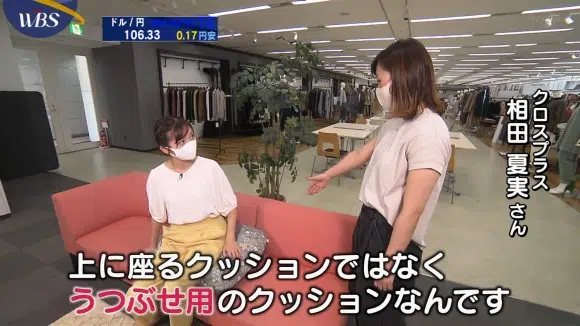 WBS
ドル/円
106.33 0.17円安
クロスプラス
相田 夏実さん
上に座るクッションではなく
うつぶせ用のクッションなんです